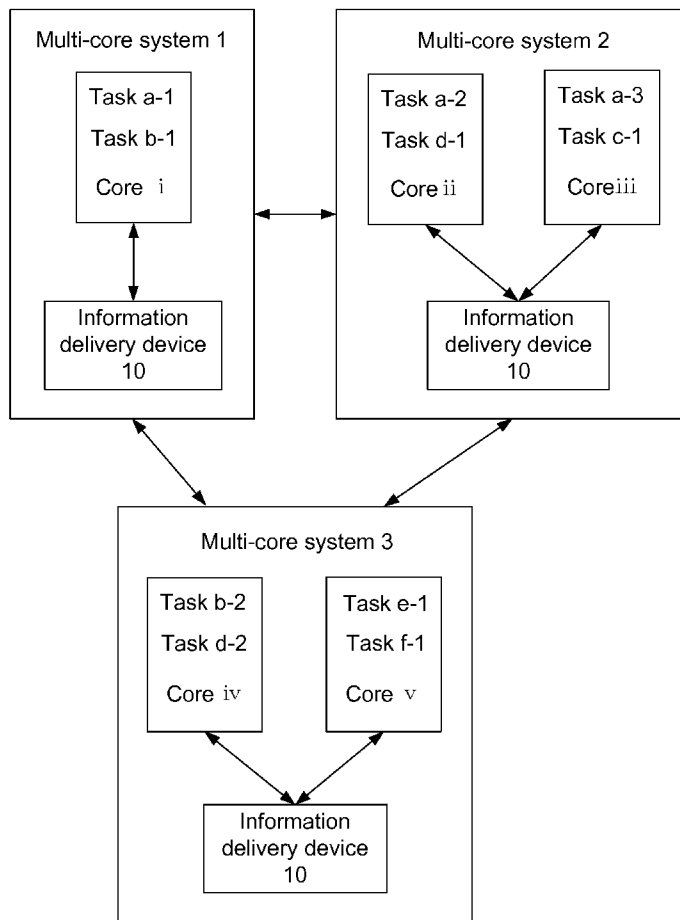 Multi-core system 1
Task a-1
Task b-1
Core i
Information
delivery device
10
Multi-core system 2
Task a-2
Task d-1
Core ii
Task a-3
Task c-1
Coreiii
Information
delivery device
10
Multi-core system 3
Task b-2
Task d-2
Core iv
Task e-1
Task f-1
Core v
Information
delivery device
10